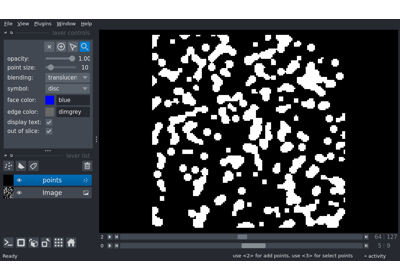 File View Plugins Window Help
layer controls
opacity: 1.00
point size: 10
blending: translucen
symbol: disc
face color: blue
edge color: dimgrey
display text:
out of slice:
layer list
points
Image
2 64 127
0 5 9
Ready use <2> for add points, use <3> for select points activity